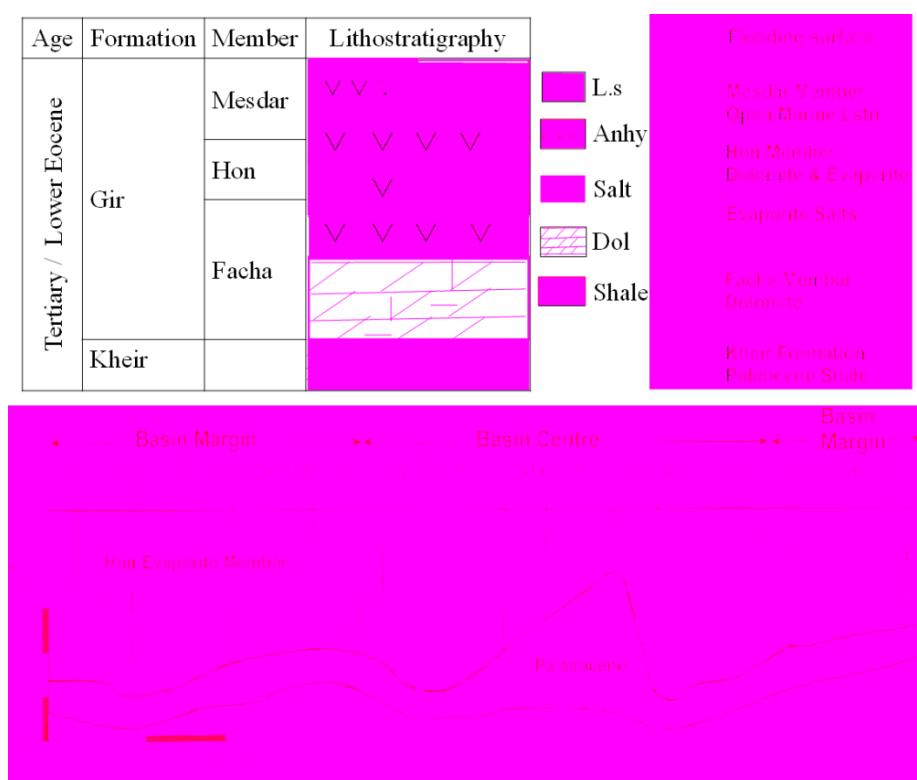 Age Formation Member Lithostratigraphy
Tertiary / Lower Eocene
Gir
Mesdar
Hon
Facha
Kheir
L.s
Anhy
Salt
Dol
Shale
Flooding surface
Mesdar Member
Open Marine Lstn
Hon Member
Dolomite & Evaporite
Evaporite Salts
Facha Member
Dolomite
Kheir Formation
Paleocene Shale
Basin Margin
Basin Centre
Basin
Margin
Hon Evaporite Member
Palaeocene